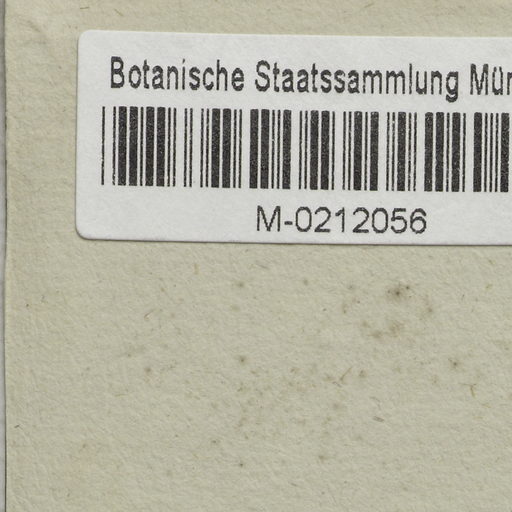 Botanische Staatssammlung Mün
M-0212056